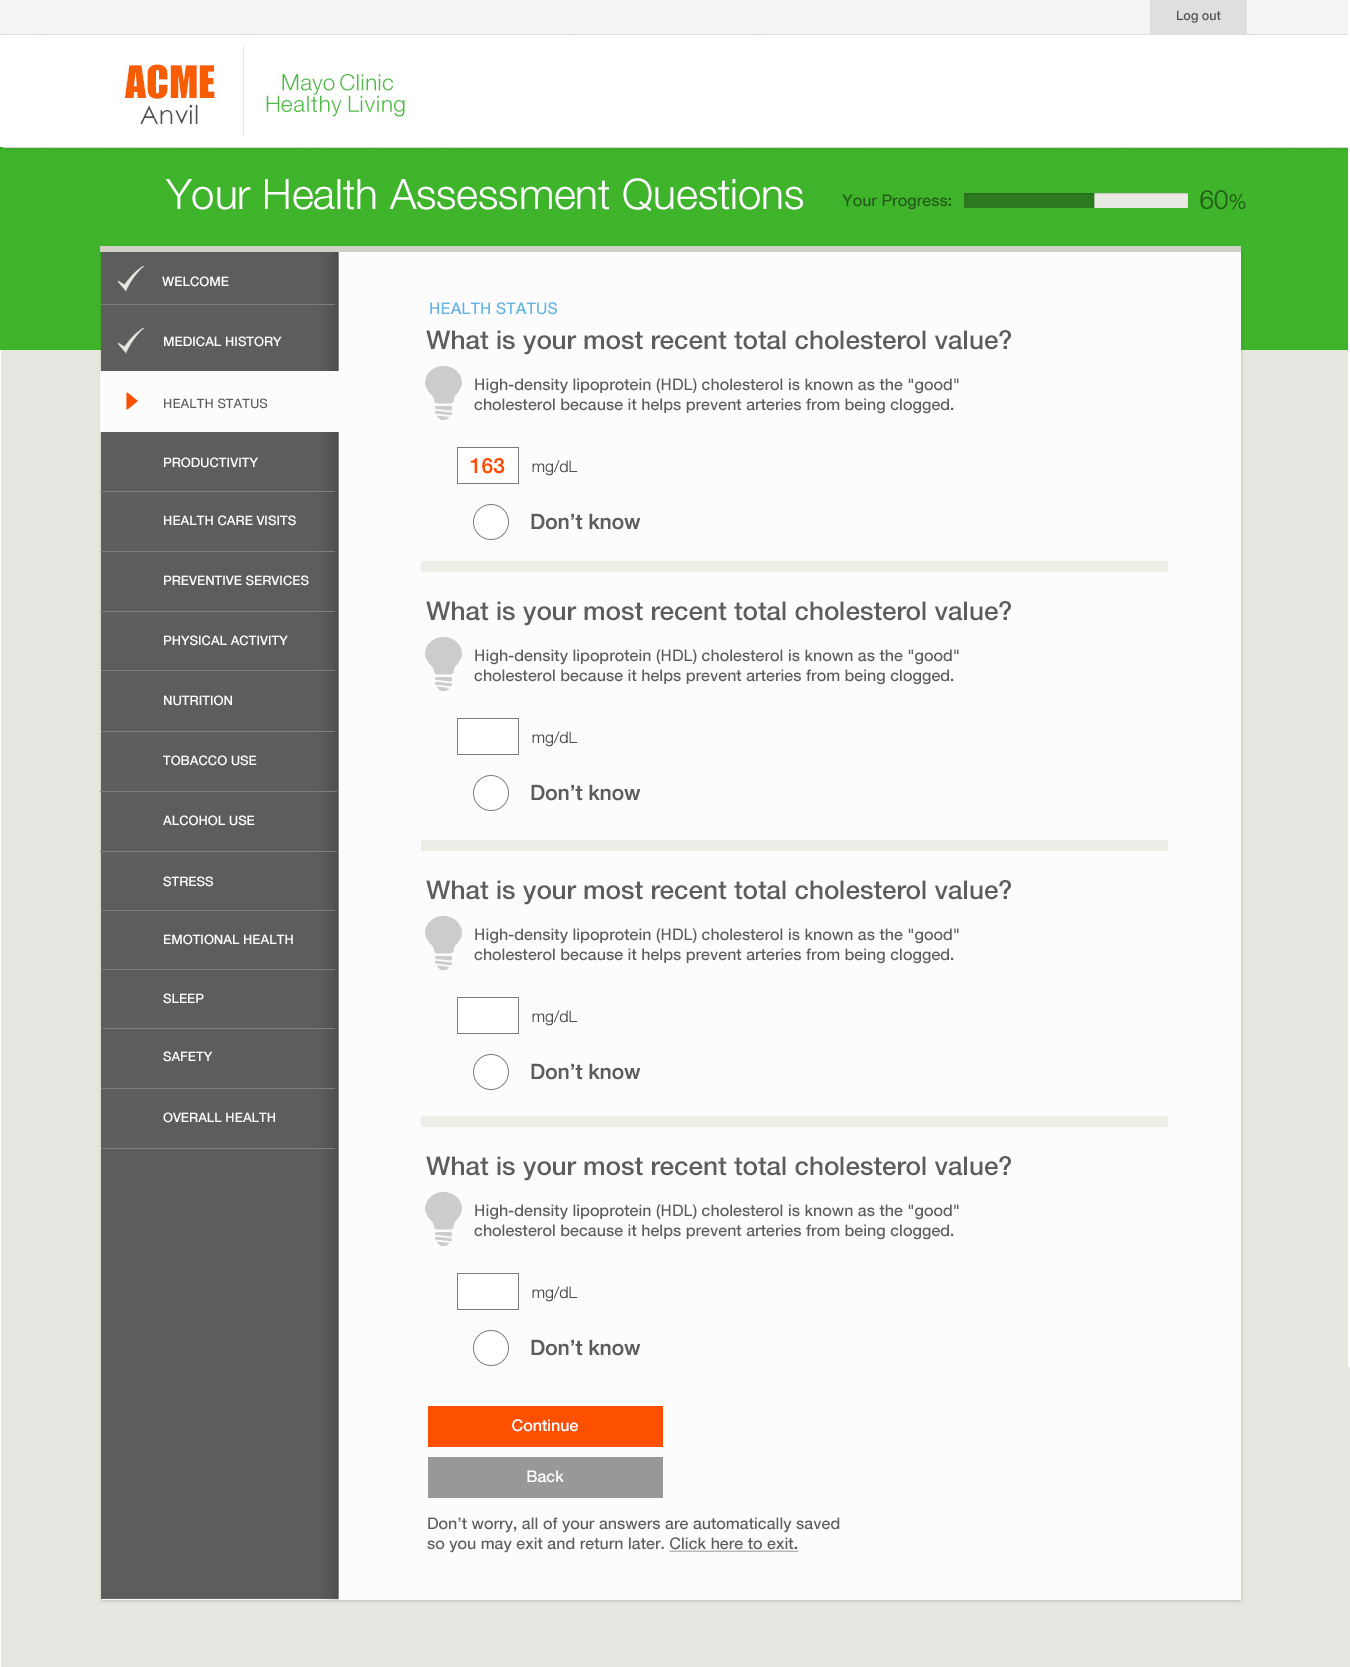 Log out
ACME
Anvil
Mayo Clinic
Healthy Living
Your Health Assessment Questions
Your Progress:
60%
WELCOME
MEDICAL HISTORY
HEALTH STATUS
PRODUCTIVITY
HEALTH CARE VISITS
PREVENTIVE SERVICES
PHYSICAL ACTIVITY
NUTRITION
TOBACCO USE
ALCOHOL USE
STRESS
EMOTIONAL HEALTH
SLEEP
SAFETY
OVERALL HEALTH
HEALTH STATUS
What is your most recent total cholesterol value?
High-density lipoprotein (HDL) cholesterol is known as the "good"
cholesterol because it helps prevent arteries from being clogged.
163 mg/dL
Don’t know
What is your most recent total cholesterol value?
High-density lipoprotein (HDL) cholesterol is known as the "good"
cholesterol because it helps prevent arteries from being clogged.
mg/dL
Don’t know
What is your most recent total cholesterol value?
High-density lipoprotein (HDL) cholesterol is known as the "good"
cholesterol because it helps prevent arteries from being clogged.
mg/dL
Don’t know
What is your most recent total cholesterol value?
High-density lipoprotein (HDL) cholesterol is known as the "good"
cholesterol because it helps prevent arteries from being clogged.
mg/dL
Don’t know
Continue
Back
Don’t worry, all of your answers are automatically saved
so you may exit and return later. Click here to exit.